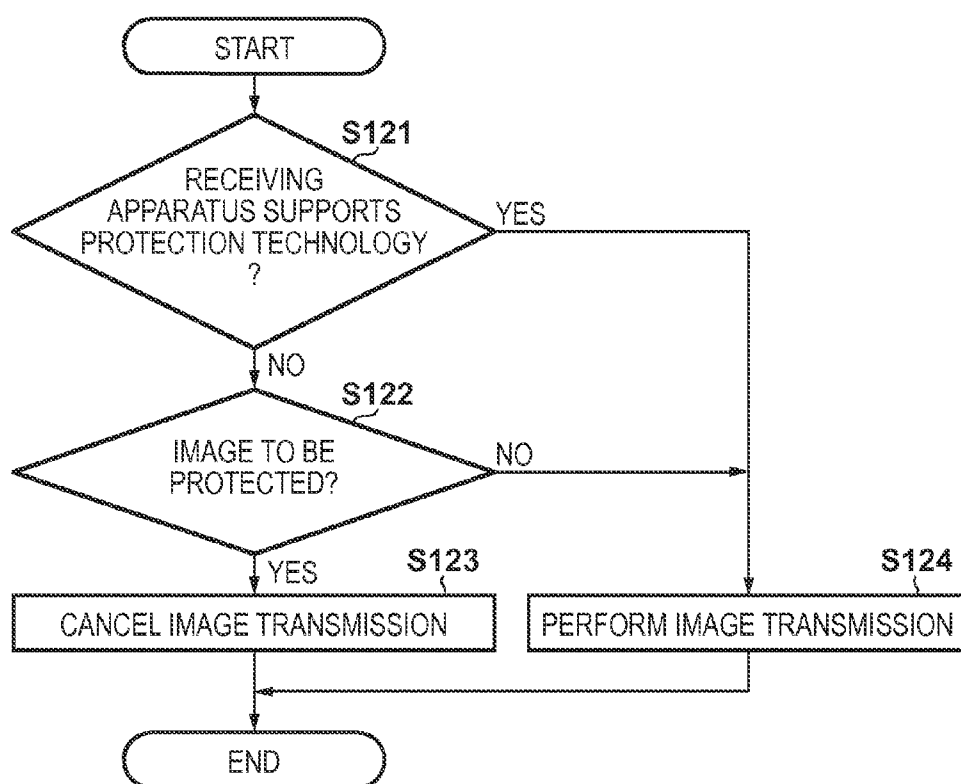 START
S121
RECEIVING
APPARATUS SUPPORTS
PROTECTION TECHNOLOGY
?
YES
NO
S122
IMAGE TO BE
PROTECTED?
NO
YES
S123
S124
CANCEL IMAGE TRANSMISSION
PERFORM IMAGE TRANSMISSION
END